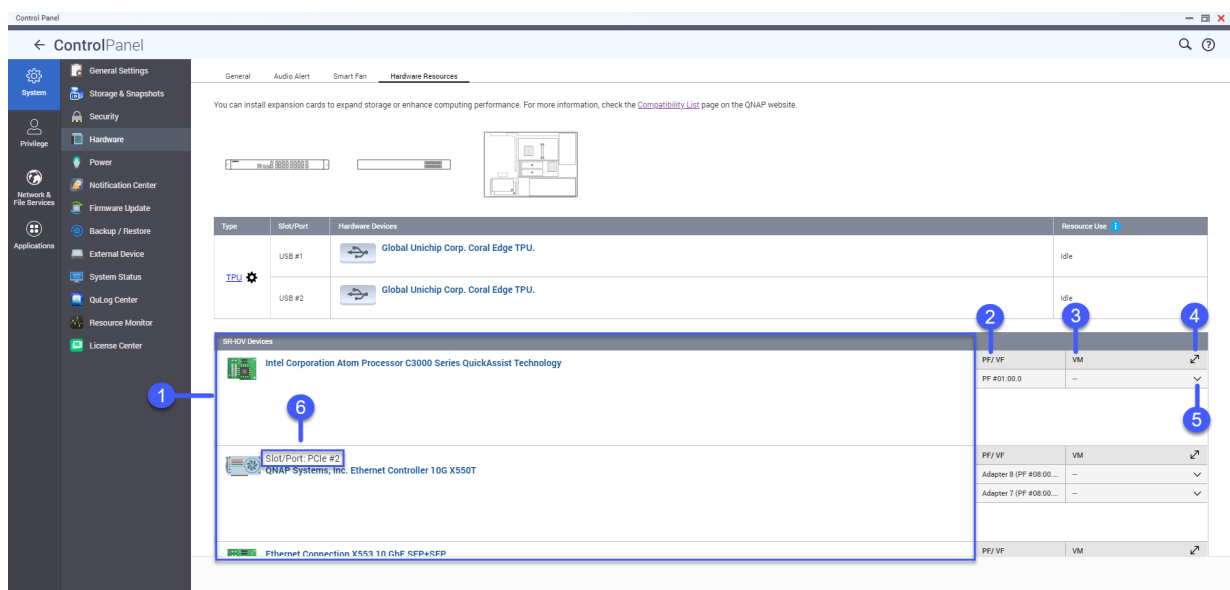 Control Panel
ControlPanel
System
Privilege
Network &
File Services
Applications
General Settings
Storage & Snapshots
Security
Hardware
Power
Notification Center
Firmware Update
Backup / Restore
External Device
System Status
QuLog Center
Resource Monitor
License Center
General Audio Alert Smart Fan Hardware Resources
You can install expansion cards to expand storage or enhance computing performance. For more information, check the Compatibility List page on the QNAP website.
Type Slot/Port Hardware Devices Resource Use i
TPU
USB #1 Global Unichip Corp. Coral Edge TPU. Idle
USB #2 Global Unichip Corp. Coral Edge TPU. Idle
2 3 4
SR-IOV Devices
Intel Corporation Atom Processor C3000 Series QuickAssist Technology
PF/ VF VM
PF #01:00.0 --
1
6
5
Slot/Port: PCIe #2
QNAP Systems, Inc. Ethernet Controller 10G X550T
PF/ VF VM
Adapter 8 (PF #08:00.... --
Adapter 7 (PF #08:00.... --
Ethernet Connection X553 10 GbE SFP+SFP
PF/ VF VM